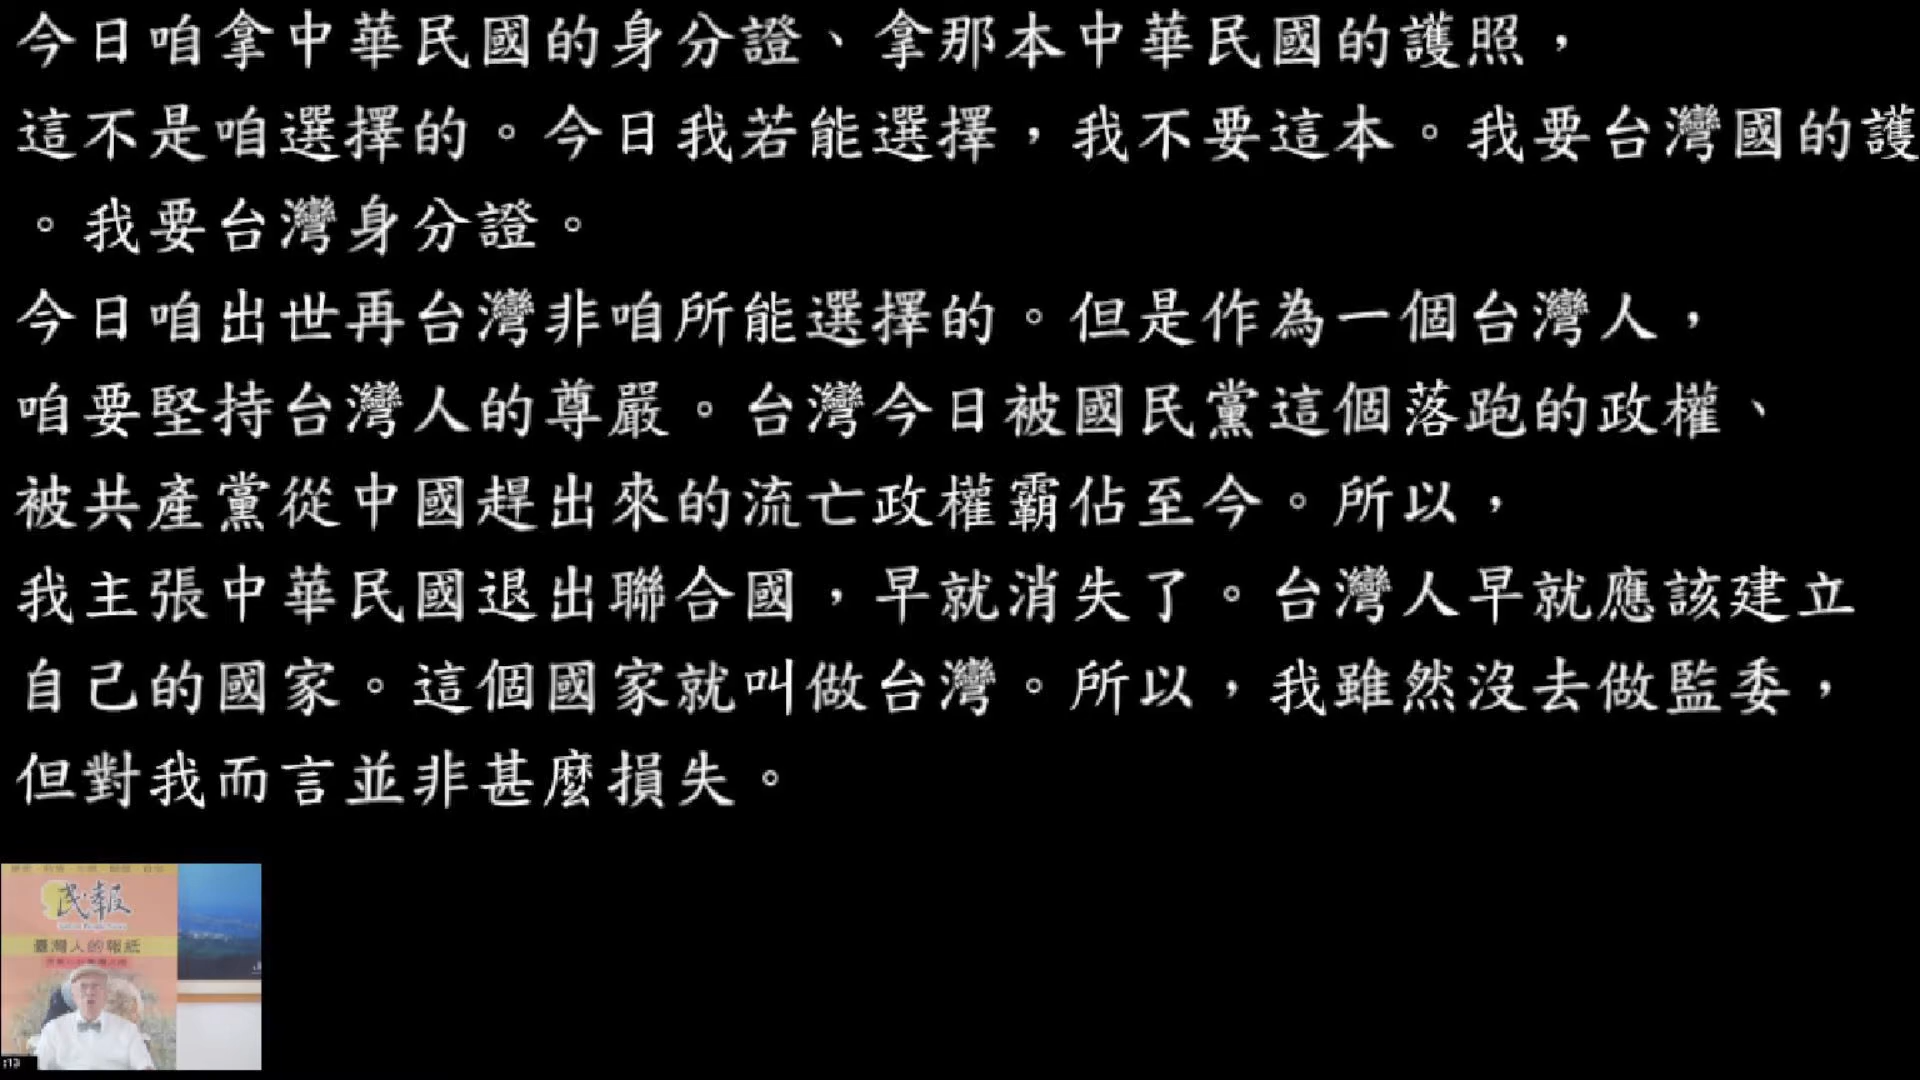 今日咱拿中華民國的身分證、拿那本中華民國的護照，
這不是咱選擇的。今日我若能選擇，我不要這本。我要台灣國的護
。我要台灣身分證。
今日咱出世再台灣非咱所能選擇的。但是作為一個台灣人，
咱要堅持台灣人的尊嚴。台灣今日被國民黨這個落跑的政權、
被共產黨從中國趕出來的流亡政權霸佔至今。所以，
我主張中華民國退出聯合國，早就消失了。台灣人早就應該建立
自己的國家。這個國家就叫做台灣。所以，我雖然沒去做監委，
但對我而言並非甚麼損失。
民報
臺灣人的報紙
:13